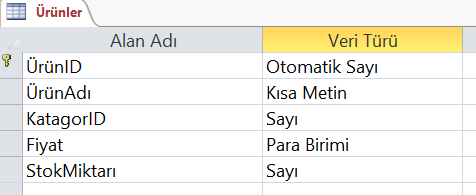 Ürünler
Alan Adı Veri Türü
ÜrünID Otomatik Sayı
ÜrünAdı Kısa Metin
KatagorID Sayı
Fiyat Para Birimi
StokMiktarı Sayı